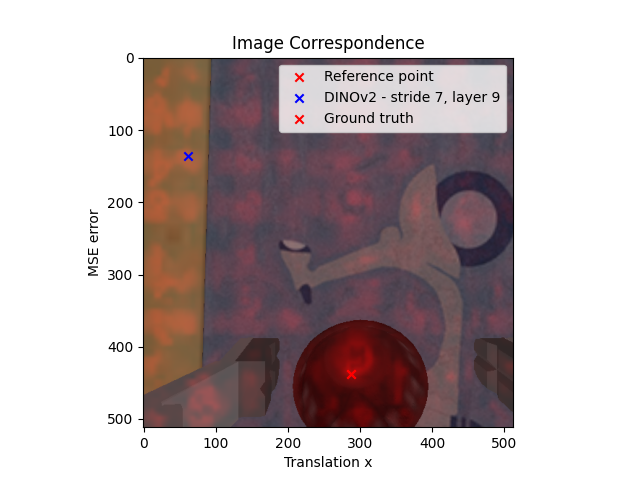 Image Correspondence
Reference point
DINOv2 - stride 7, layer 9
Ground truth
MSE error
0
100
200
300
400
500
0 100 200 300 400 500
Translation x